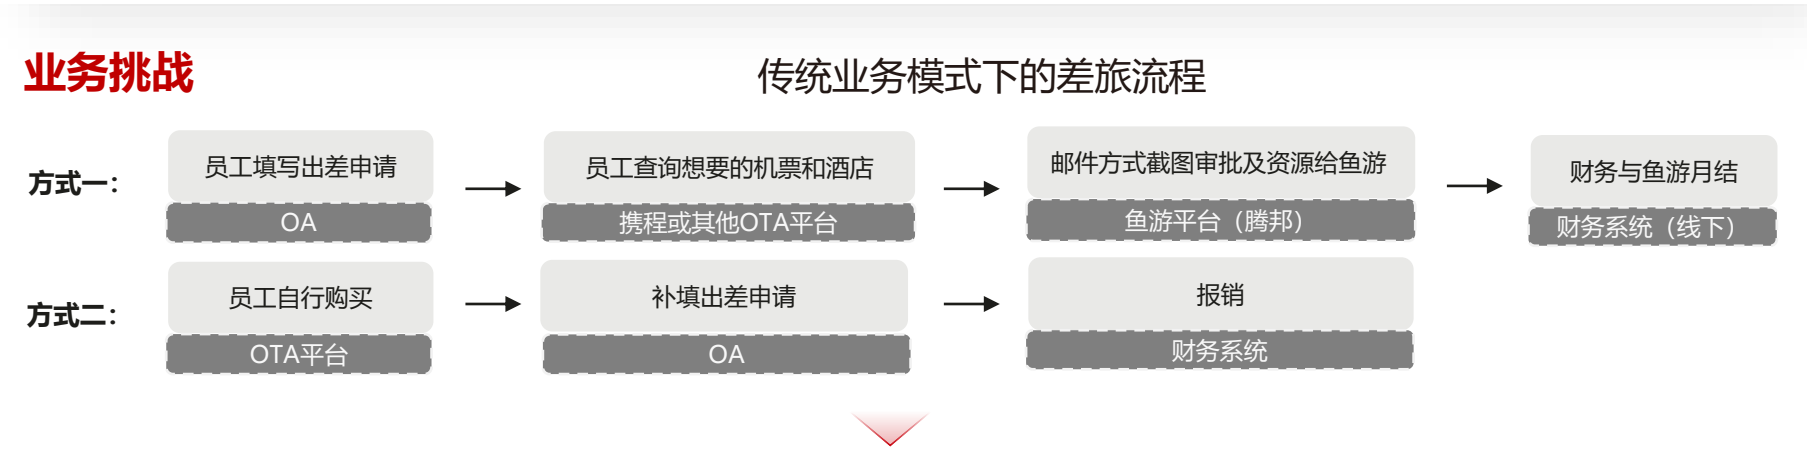 业务挑战
传统业务模式下的差旅流程
方式一：
员工填写出差申请
OA
员工查询想要的机票和酒店
携程或其他OTA平台
邮件方式截图审批及资源给鱼游
鱼游平台（腾邦）
财务与鱼游月结
财务系统（线下）
方式二：
员工自行购买
OTA平台
补填出差申请
OA
报销
财务系统